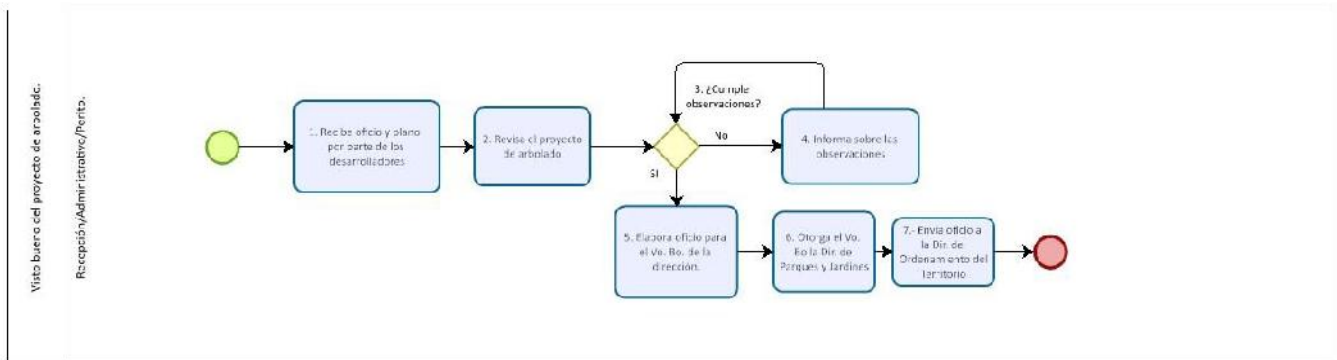 Visto bueno del proyecto de arbolado.
Recepción/Administrativo/Perito.
1. Recibe oficio y plano
por parte de los
desarrolladores
2. Revisa el proyecto
de arbolado
3. ¿Cumple
observaciones?
No
4. Informa sobre las
observaciones
SI
5. Elabora oficio para
el Vo. Bo. de la
dirección.
6. Otorga el Vo.
Bo la Dir. de
Parques y Jardines
7.- Envía oficio a
la Dir. de
Ordenamiento del
Territorio